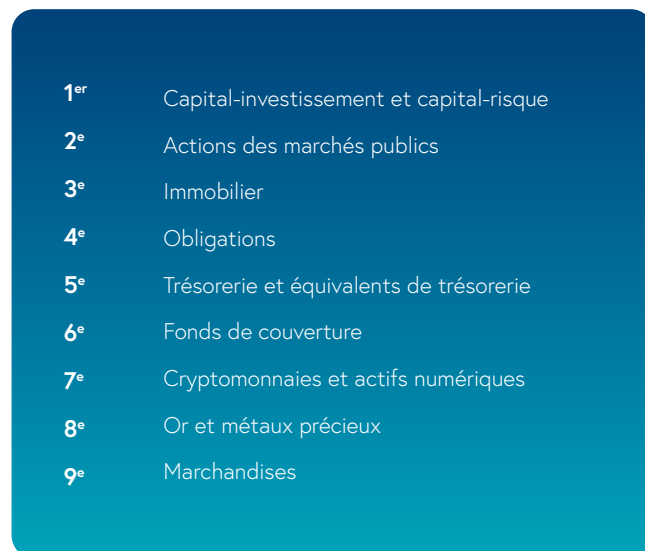 1er Capital-investissement et capital-risque
2e Actions des marchés publics
3e Immobilier
4e Obligations
5e Trésorerie et équivalents de trésorerie
6e Fonds de couverture
7e Cryptomonnaies et actifs numériques
8e Or et métaux précieux
9e Marchandises